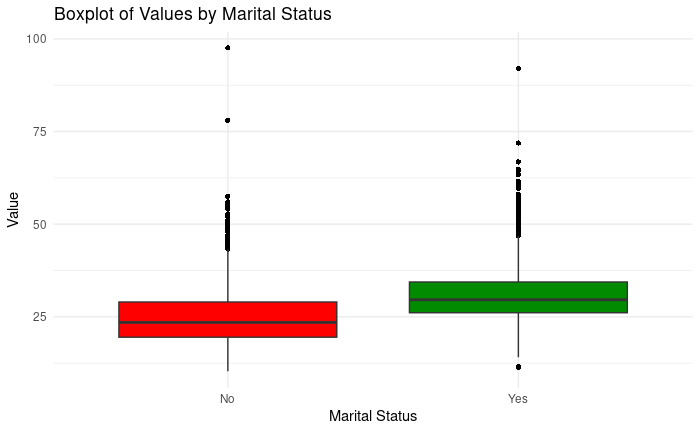 Boxplot of Values by Marital Status
100
75
50
25
Value
No
Yes
Marital Status